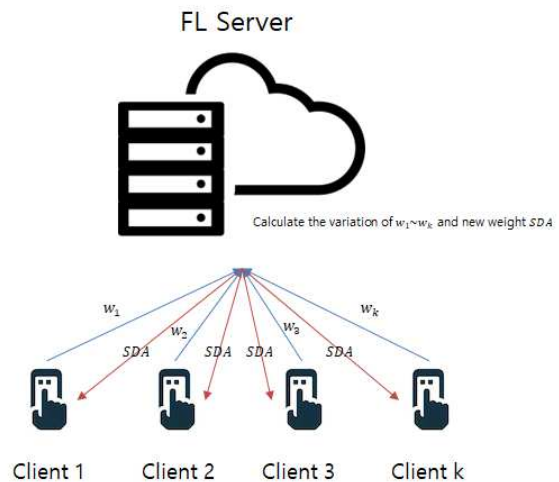 FL Server
Calculate the variation of w₁~wₖ and new weight SDA
w₁
w₂
w₃
wₖ
SDA
SDA
SDA
SDA
Client 1
Client 2
Client 3
Client k